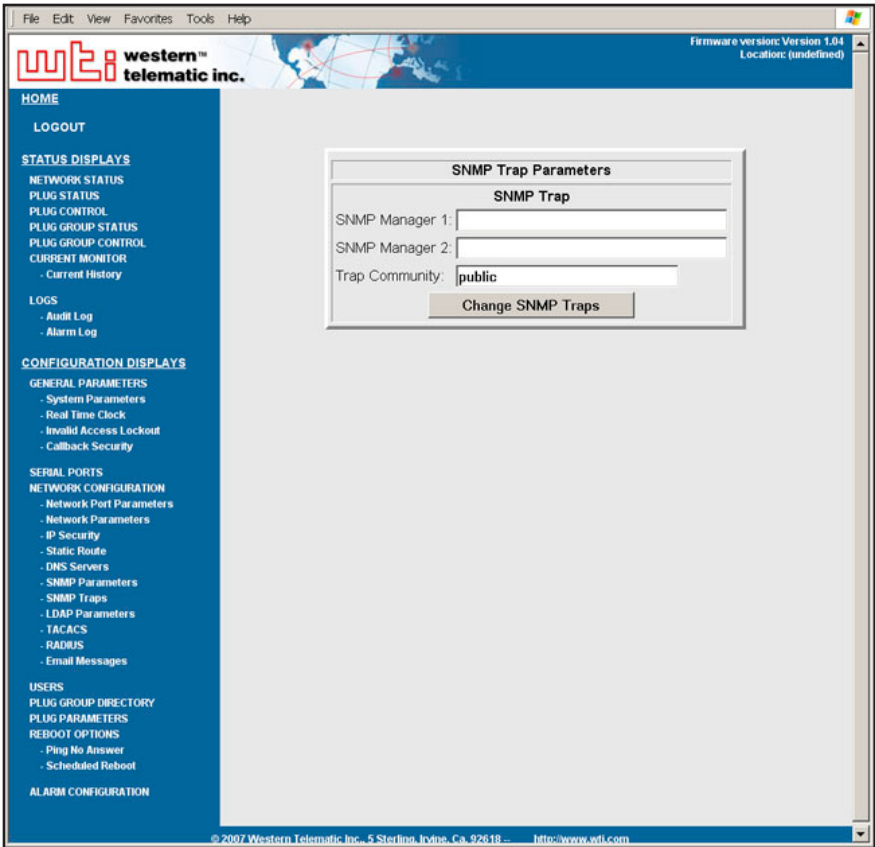 File Edit View Favorites Tools Help
wti western™
telematic inc.
Firmware version: Version 1.04
Location: (undefined)
HOME
LOGOUT
STATUS DISPLAYS
NETWORK STATUS
PLUG STATUS
PLUG CONTROL
PLUG GROUP STATUS
PLUG GROUP CONTROL
CURRENT MONITOR
- Current History
LOGS
- Audit Log
- Alarm Log
CONFIGURATION DISPLAYS
GENERAL PARAMETERS
- System Parameters
- Real Time Clock
- Invalid Access Lockout
- Callback Security
SERIAL PORTS
NETWORK CONFIGURATION
- Network Port Parameters
- Network Parameters
- IP Security
- Static Route
- DNS Servers
- SNMP Parameters
- SNMP Traps
- LDAP Parameters
- TACACS
- RADIUS
- Email Messages
USERS
PLUG GROUP DIRECTORY
PLUG PARAMETERS
REBOOT OPTIONS
- Ping No Answer
- Scheduled Reboot
ALARM CONFIGURATION
SNMP Trap Parameters
SNMP Trap
SNMP Manager 1:
SNMP Manager 2:
Trap Community: public
Change SNMP Traps
© 2007 Western Telematic Inc., 5 Sterling, Irvine, Ca. 92618 -- http://www.wti.com